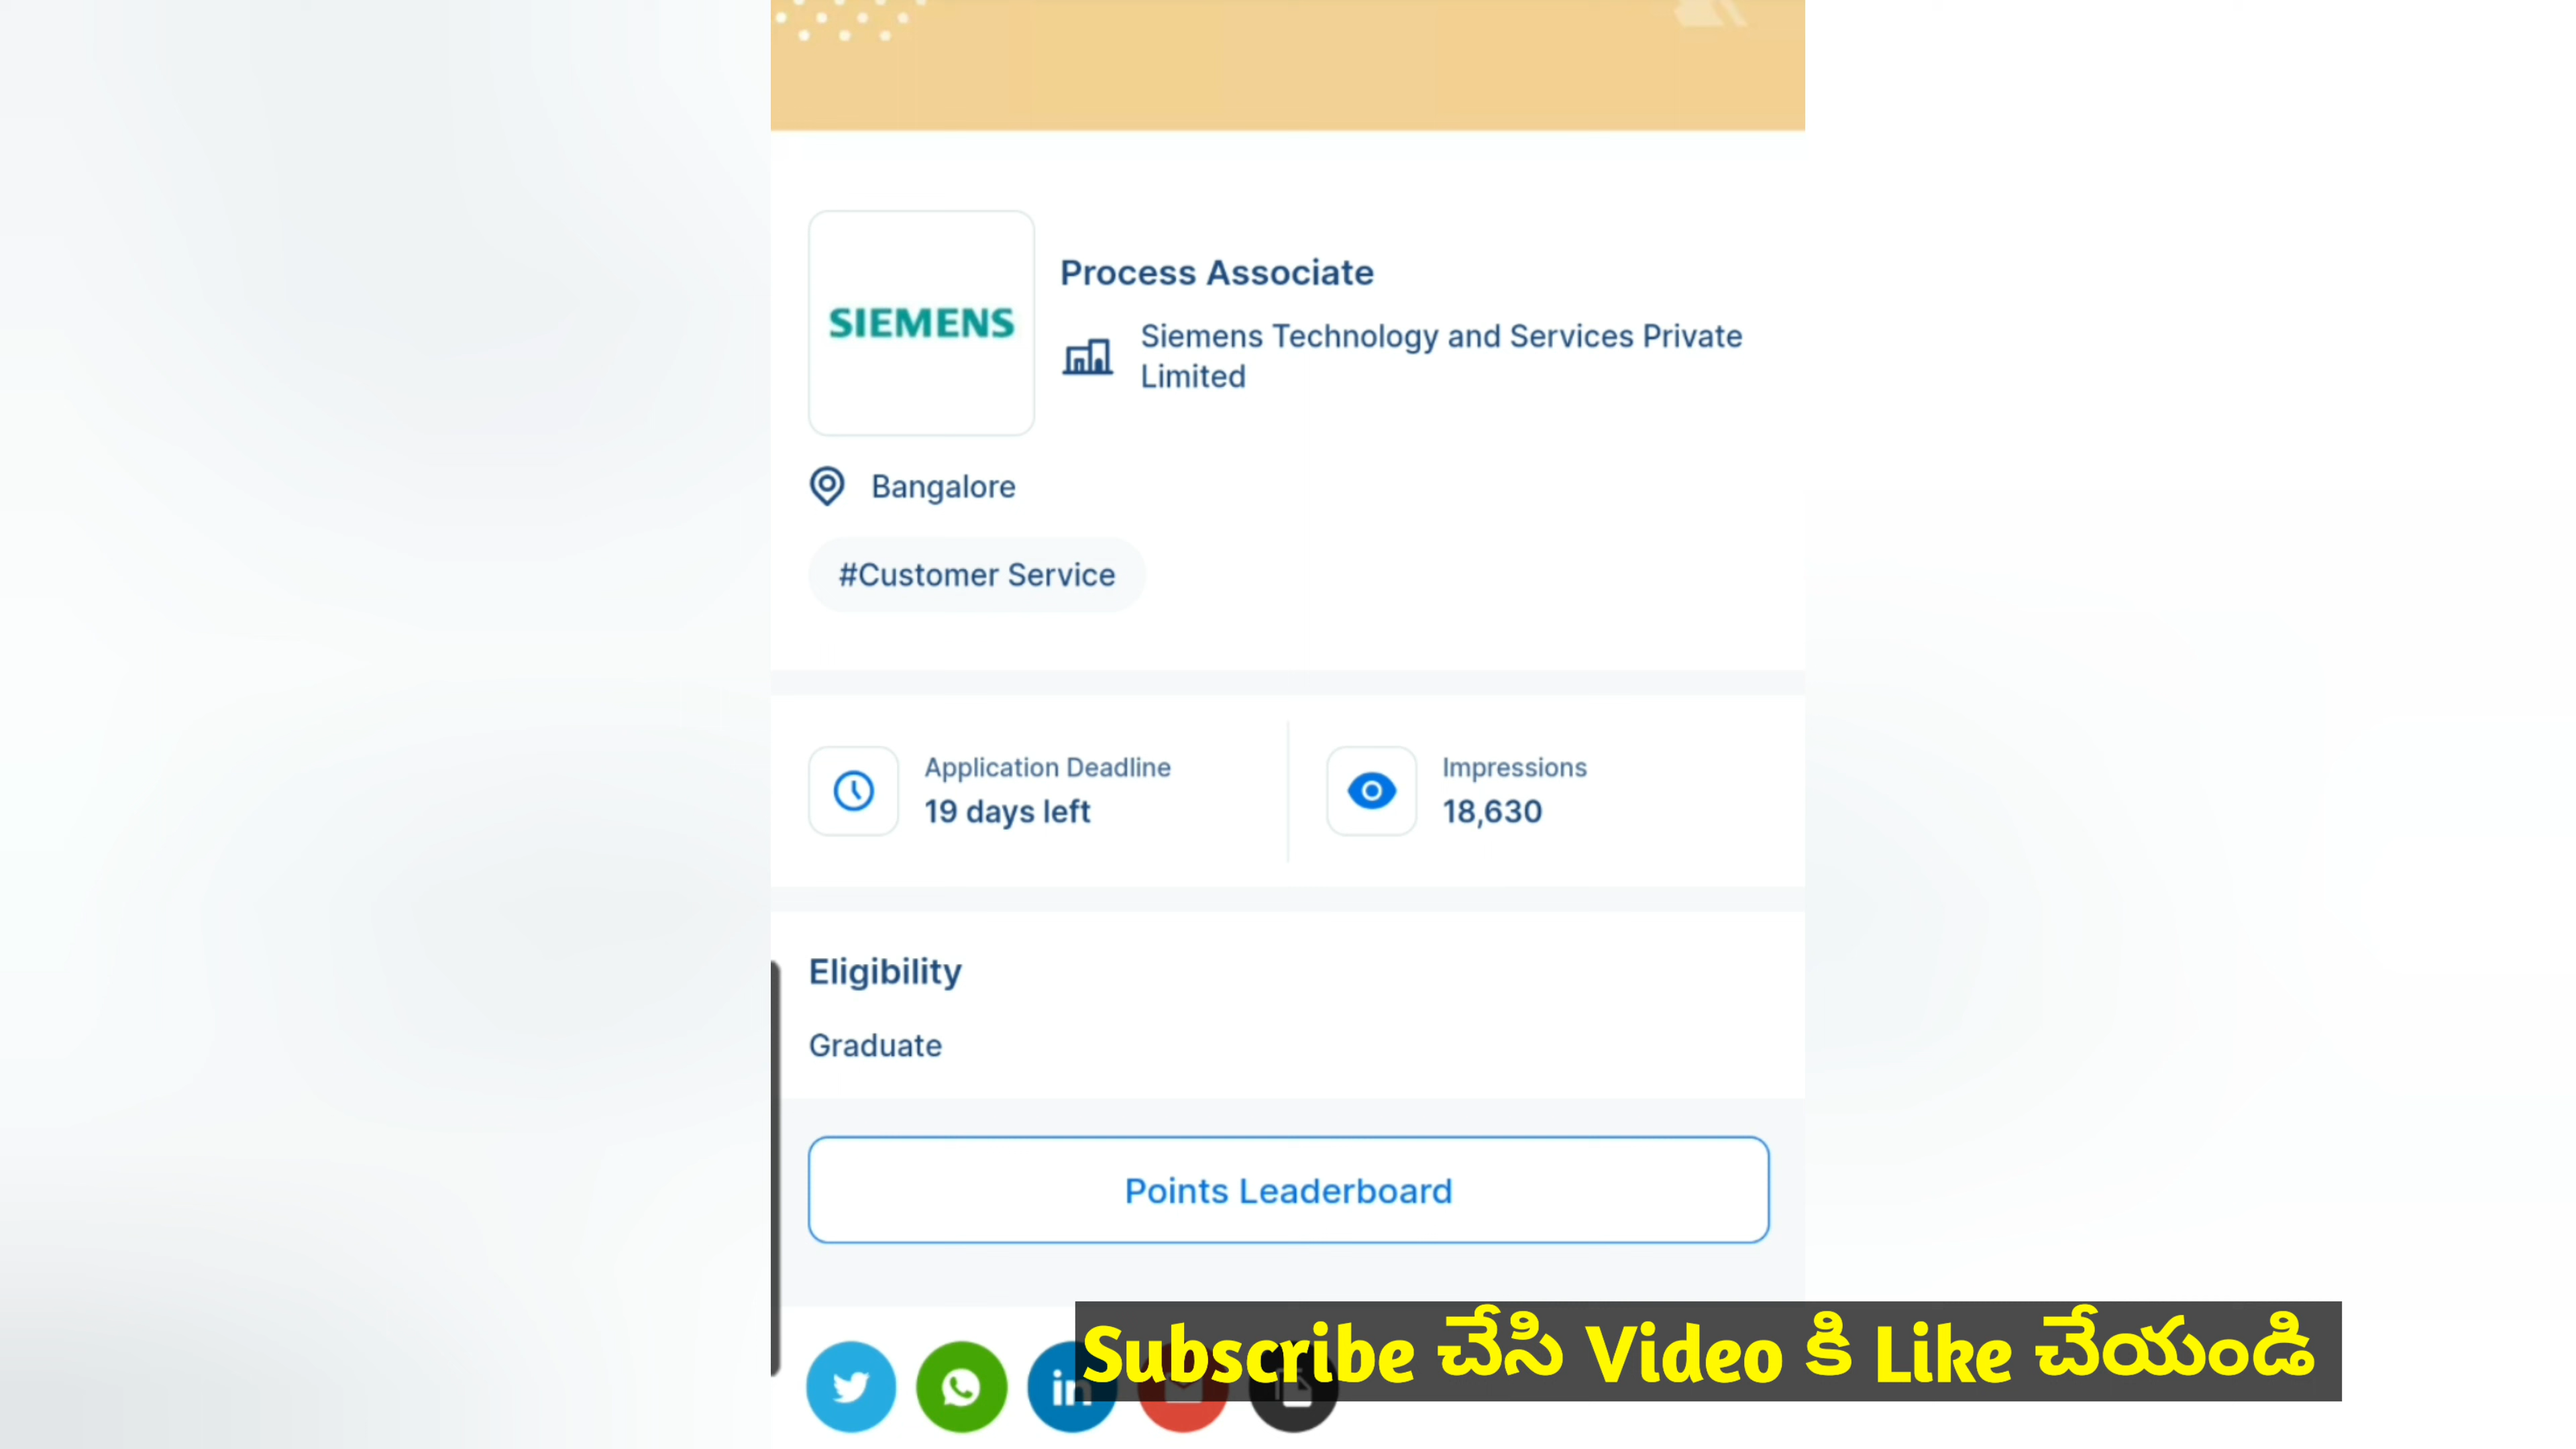 SIEMENS
Process Associate
Siemens Technology and Services Private
Limited
Bangalore
#Customer Service
Application Deadline
19 days left
Impressions
18,630
Eligibility
Graduate
Points Leaderboard
in
Subscribe చేసి Video కి Like చేయండి